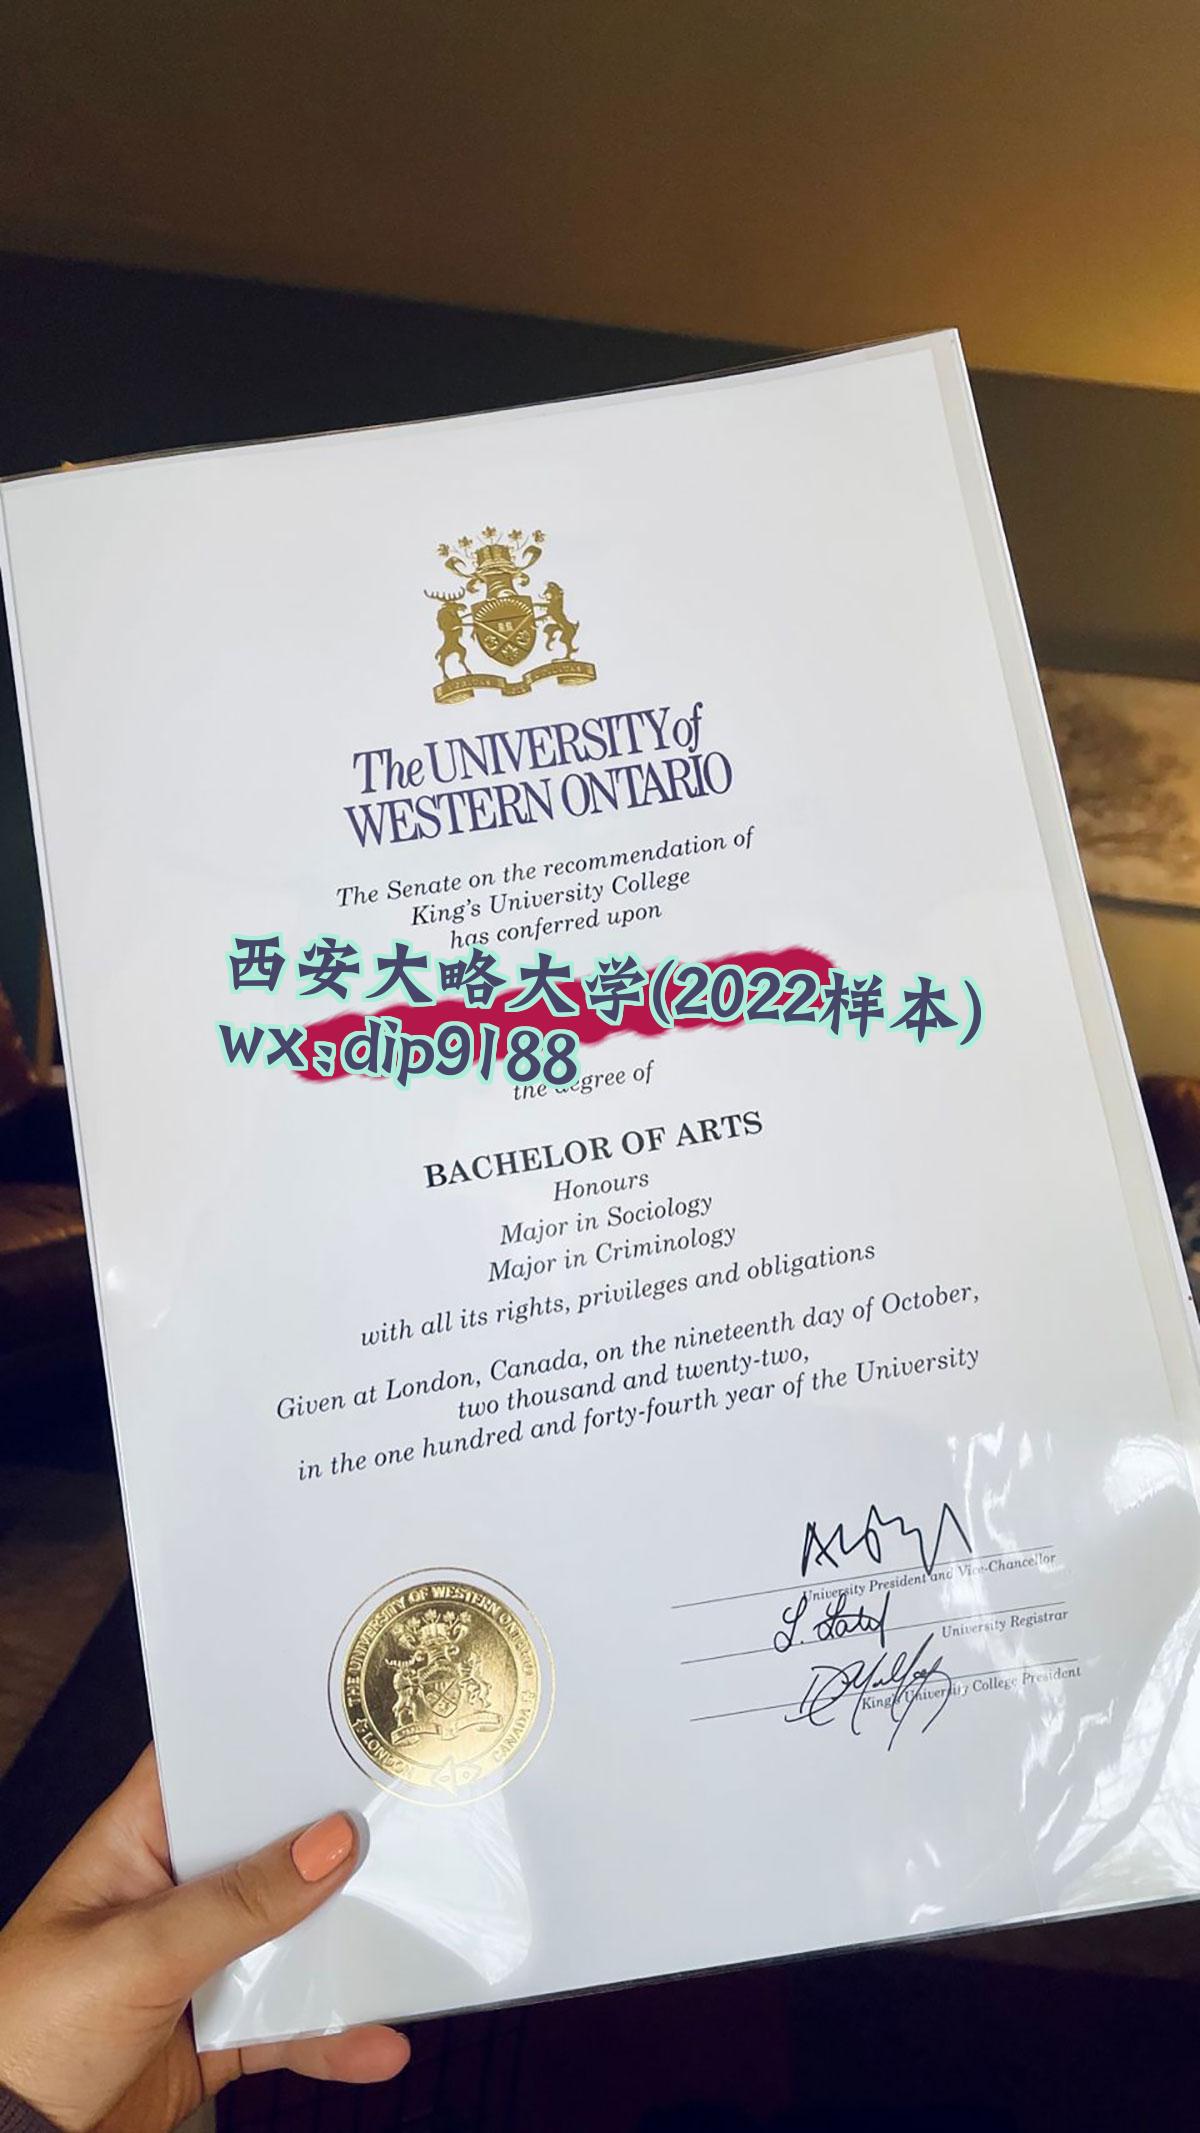 The UNIVERSITY of
WESTERN ONTARIO
The Senate on the recommendation of
King's University College
has conferred upon
西安大略大学(2022样本)
wx:dip9188
the degree of
BACHELOR OF ARTS
Honours
Major in Sociology
Major in Criminology
with all its rights, privileges and obligations
Given at London, Canada, on the nineteenth day of October,
two thousand and twenty-two,
in the one hundred and forty-fourth year of the University
University President and Vice-Chancellor
University Registrar
King's University College President
THE UNIVERSITY OF WESTERN ONTARIO
LONDON CANADA